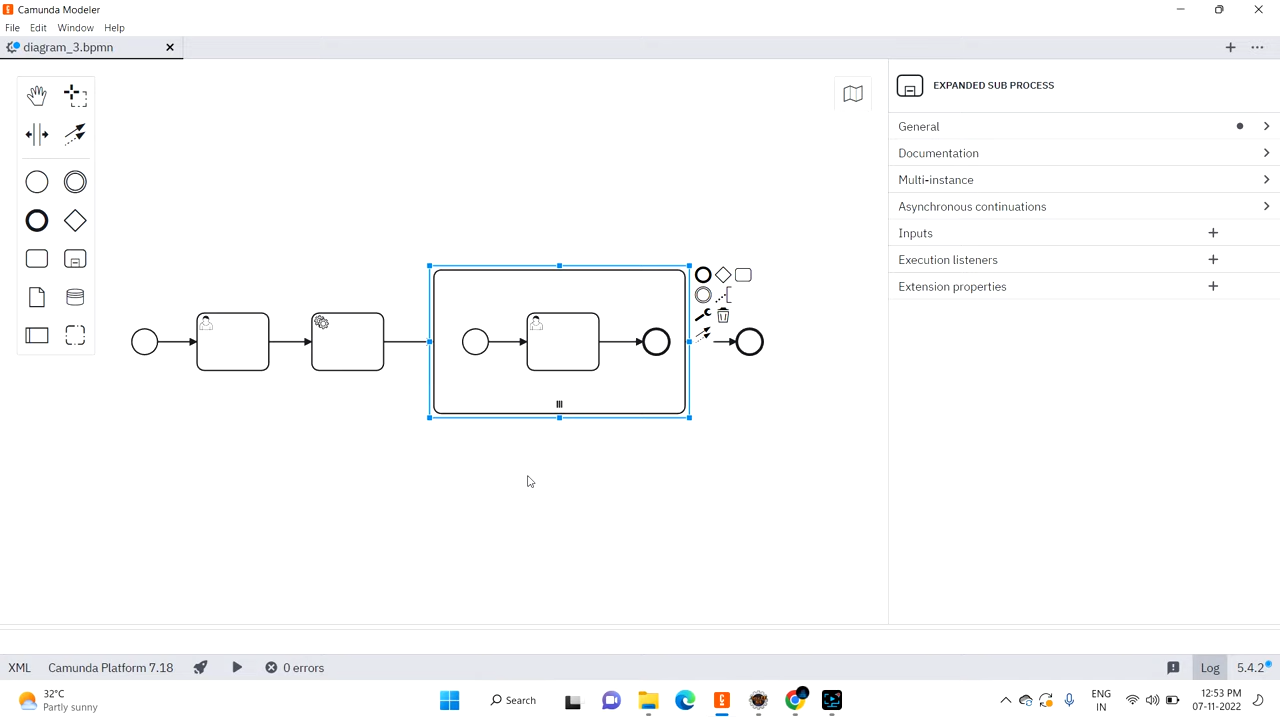 Camunda Modeler
File Edit Window Help
diagram_3.bpmn
EXPANDED SUB PROCESS
General
Documentation
Multi-instance
Asynchronous continuations
Inputs
Execution listeners
Extension properties
XML Camunda Platform 7.18 0 errors Log 5.4.2
32°C
Partly sunny
Search
ENG
IN
12:53 PM
07-11-2022